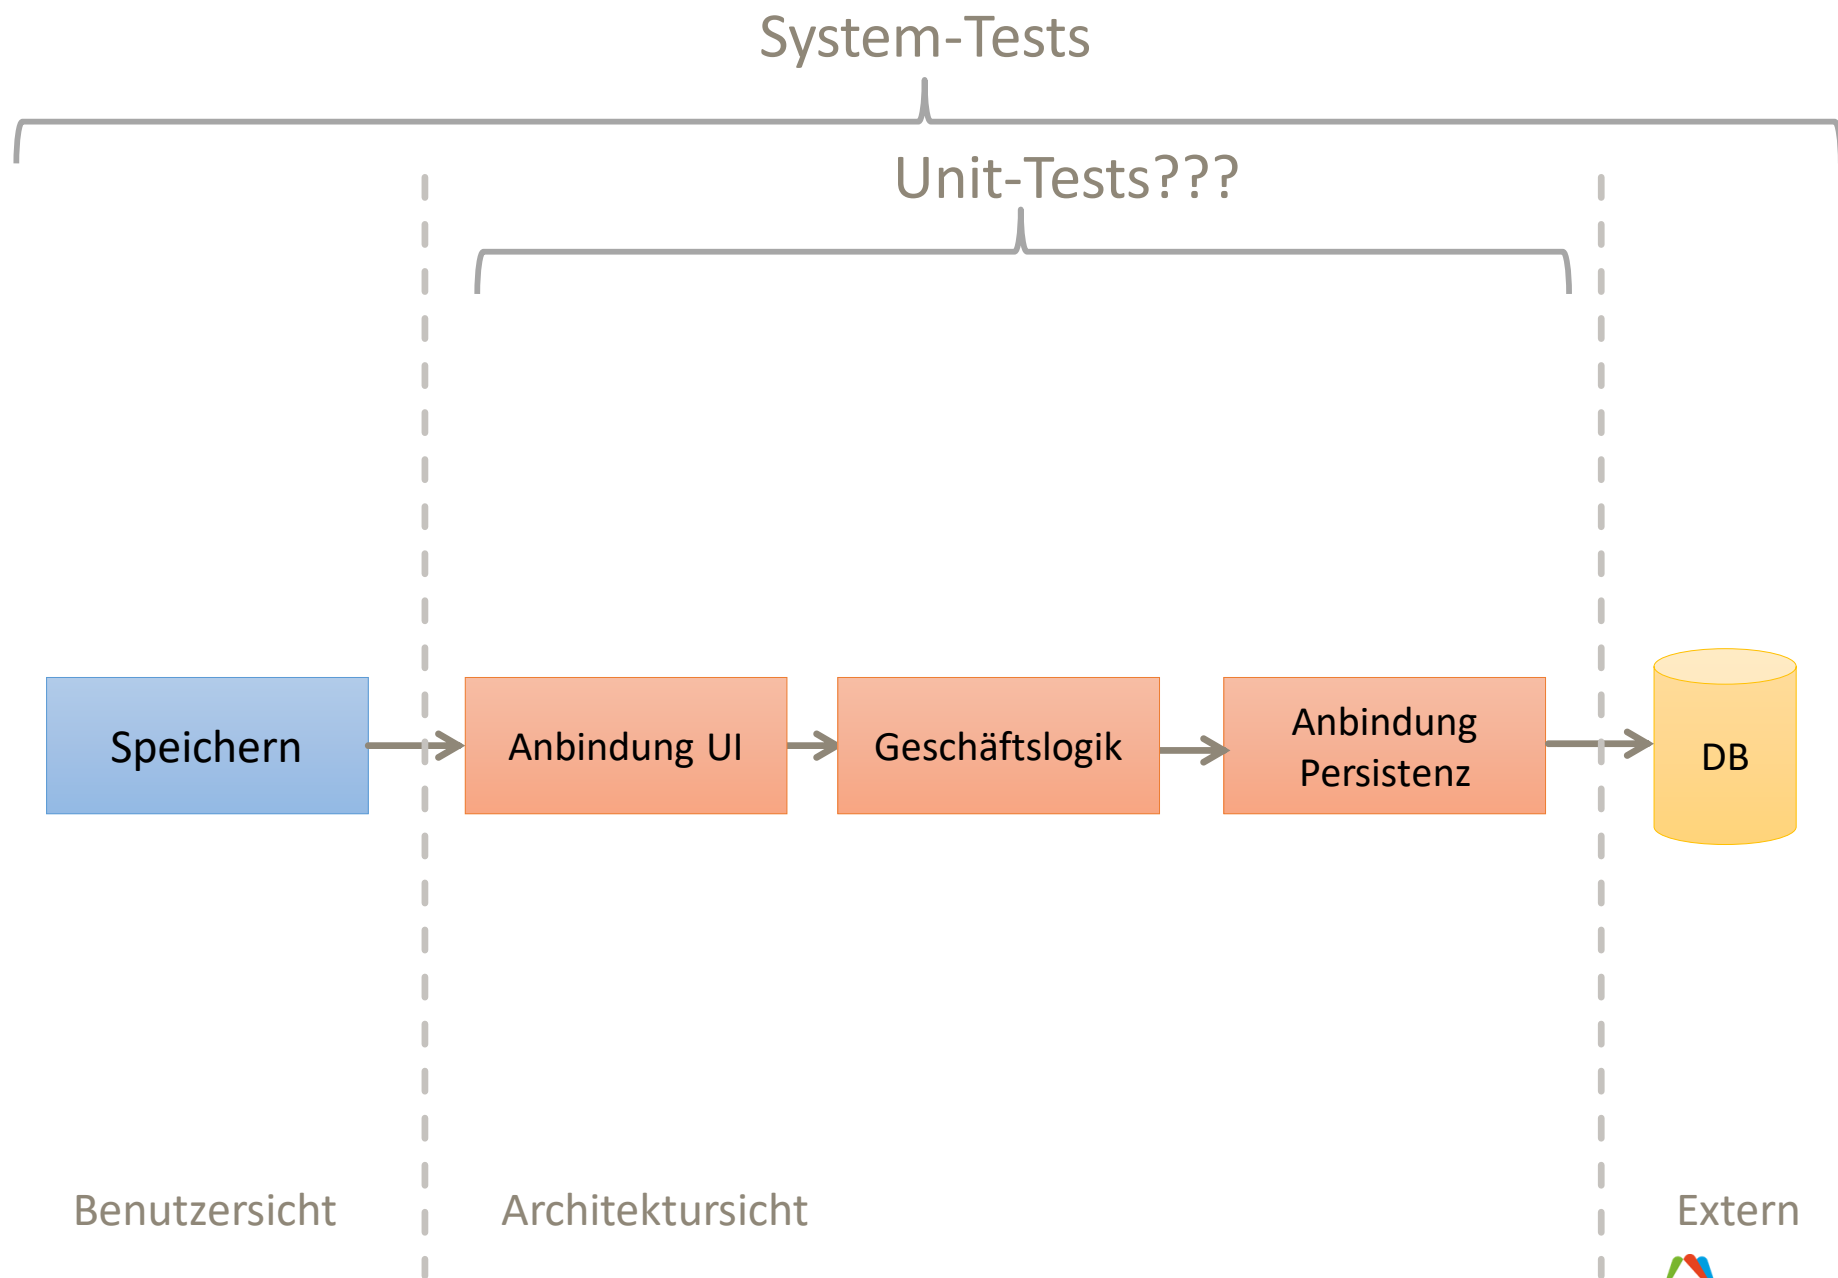 System-Tests
Unit-Tests???
Speichern
Anbindung UI
Geschäftslogik
Anbindung
Persistenz
DB
Benutzersicht
Architektursicht
Extern